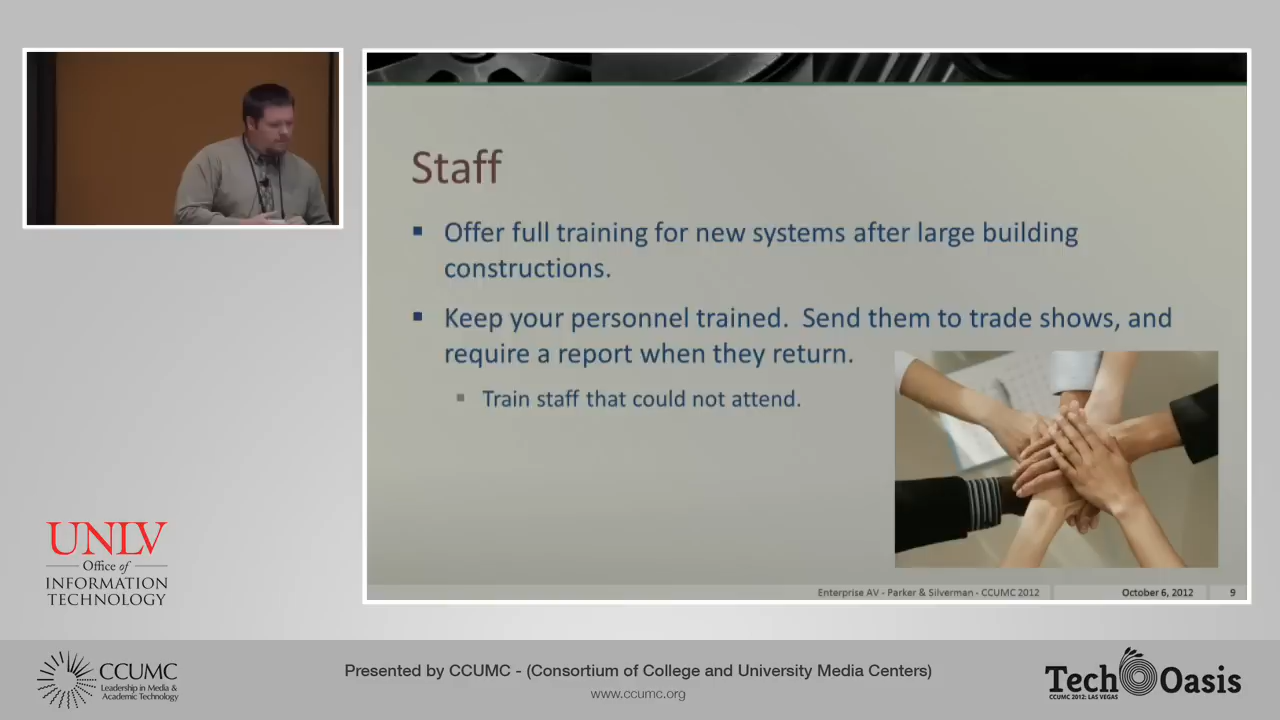 Staff
Offer full training for new systems after large building
constructions.
Keep your personnel trained.  Send them to trade shows, and
require a report when they return.
Train staff that could not attend.
Enterprise AV - Parker & Silverman - CCUMC 2012
October 6, 2012
9
UNLV
Office of
INFORMATION
TECHNOLOGY
CCUMC
Leadership in Media &
Academic Technology
Presented by CCUMC - (Consortium of College and University Media Centers)
www.ccumc.org
Tech Oasis
CCUMC 2012: LAS VEGAS